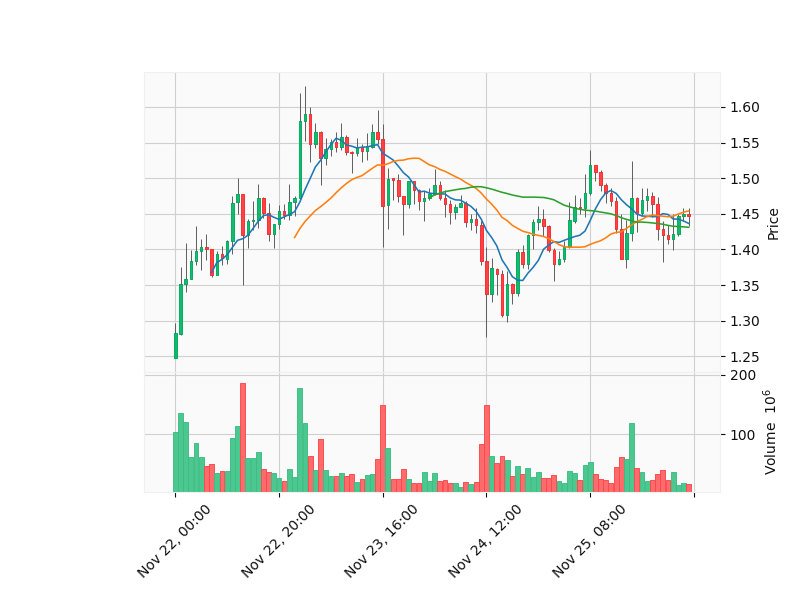 1.60
1.55
1.50
1.45
1.40
1.35
1.30
1.25
Price
200
100
Volume 10⁶
Nov 22, 00:00
Nov 22, 20:00
Nov 23, 16:00
Nov 24, 12:00
Nov 25, 08:00